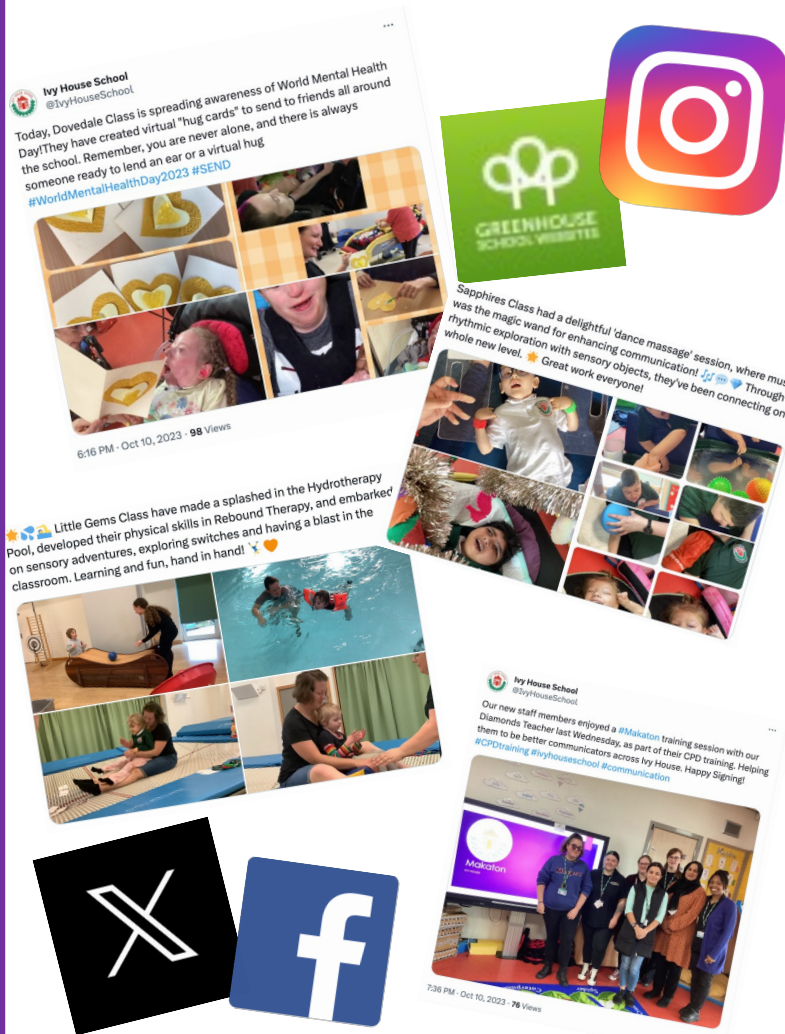 Ivy House School
@IvyHouseSchool
Today, Dovedale Class is spreading awareness of World Mental Health
Day!They have created virtual "hug cards" to send to friends all around
the school. Remember, you are never alone, and there is always
someone ready to lend an ear or a virtual hug
#WorldMentalHealthDay2023 #SEND
6:16 PM · Oct 10, 2023 · 98 Views
GREENHOUSE
SCHOOL WEBSITES
Sapphires Class had a delightful 'dance massage' session, where mus
was the magic wand for enhancing communication! 🎶💬💎 Through
rhythmic exploration with sensory objects, they've been connecting on
whole new level. 🌟 Great work everyone!
🌟💦🏊 Little Gems Class have made a splashed in the Hydrotherapy
Pool, developed their physical skills in Rebound Therapy, and embarked
on sensory adventures, exploring switches and having a blast in the
classroom. Learning and fun, hand in hand! 🤸🧡
Ivy House School
@IvyHouseSchool
Our new staff members enjoyed a #Makaton training session with our
Diamonds Teacher last Wednesday, as part of their CPD training. Helping
them to be better communicators across Ivy House. Happy Signing!
#CPDtraining #ivyhouseschool #communication
Makaton
7:36 PM · Oct 10, 2023 · 76 Views